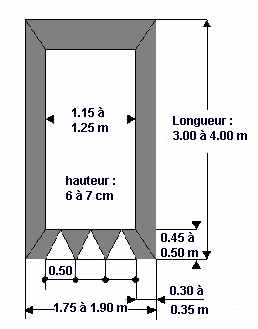 1.15 à
1.25 m
Longueur :
3.00 à 4.00 m
hauteur :
6 à 7 cm
0.45 à
0.50 m
0.50
0.30 à
0.35 m
1.75 à 1.90 m